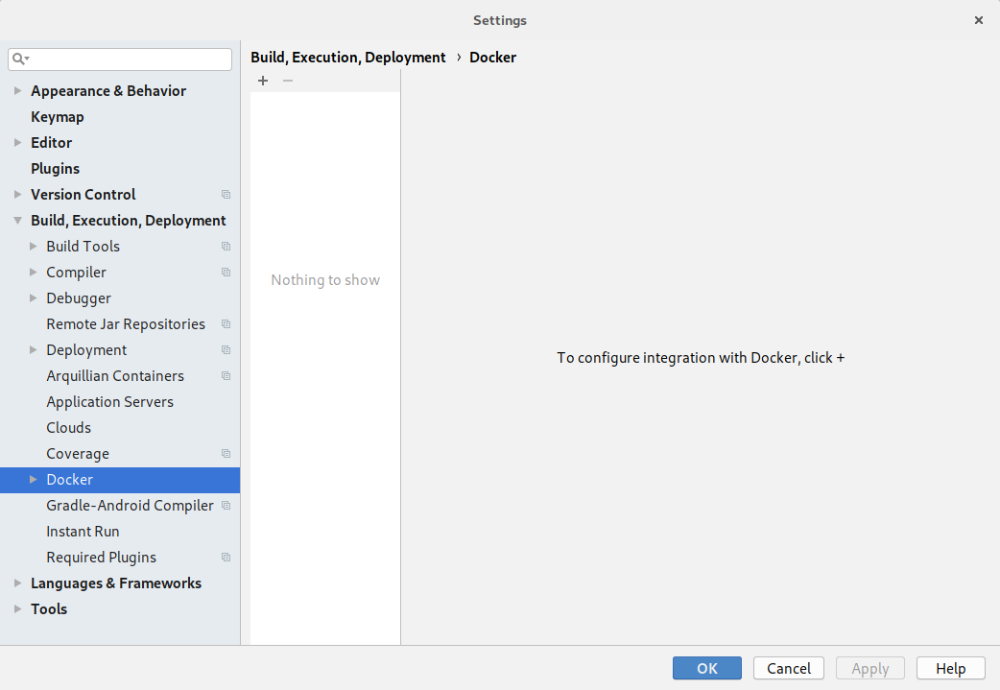 Settings
Build, Execution, Deployment › Docker
Appearance & Behavior
Keymap
Editor
Plugins
Version Control
Build, Execution, Deployment
Build Tools
Compiler
Debugger
Remote Jar Repositories
Deployment
Arquillian Containers
Application Servers
Clouds
Coverage
Docker
Gradle-Android Compiler
Instant Run
Required Plugins
Languages & Frameworks
Tools
Nothing to show
To configure integration with Docker, click +
OK
Cancel
Apply
Help